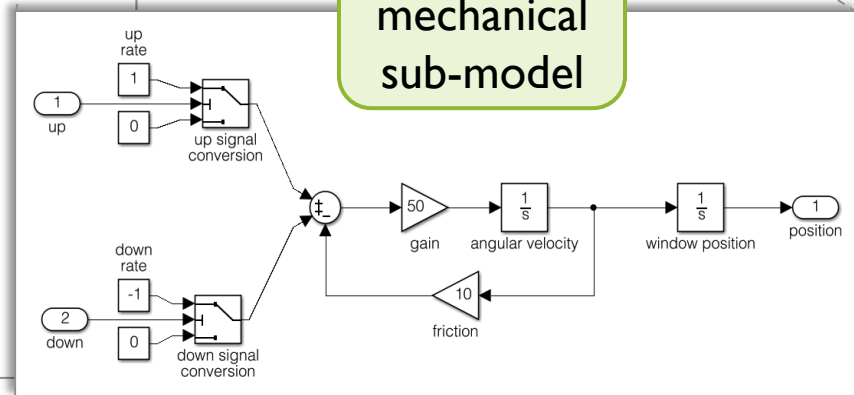 mechanical
sub-model
up
rate
1
1
up
0
up signal
conversion
+
+
-
50
gain
1
s
angular velocity
1
s
window position
1
position
10
friction
down
rate
-1
2
down
0
down signal
conversion